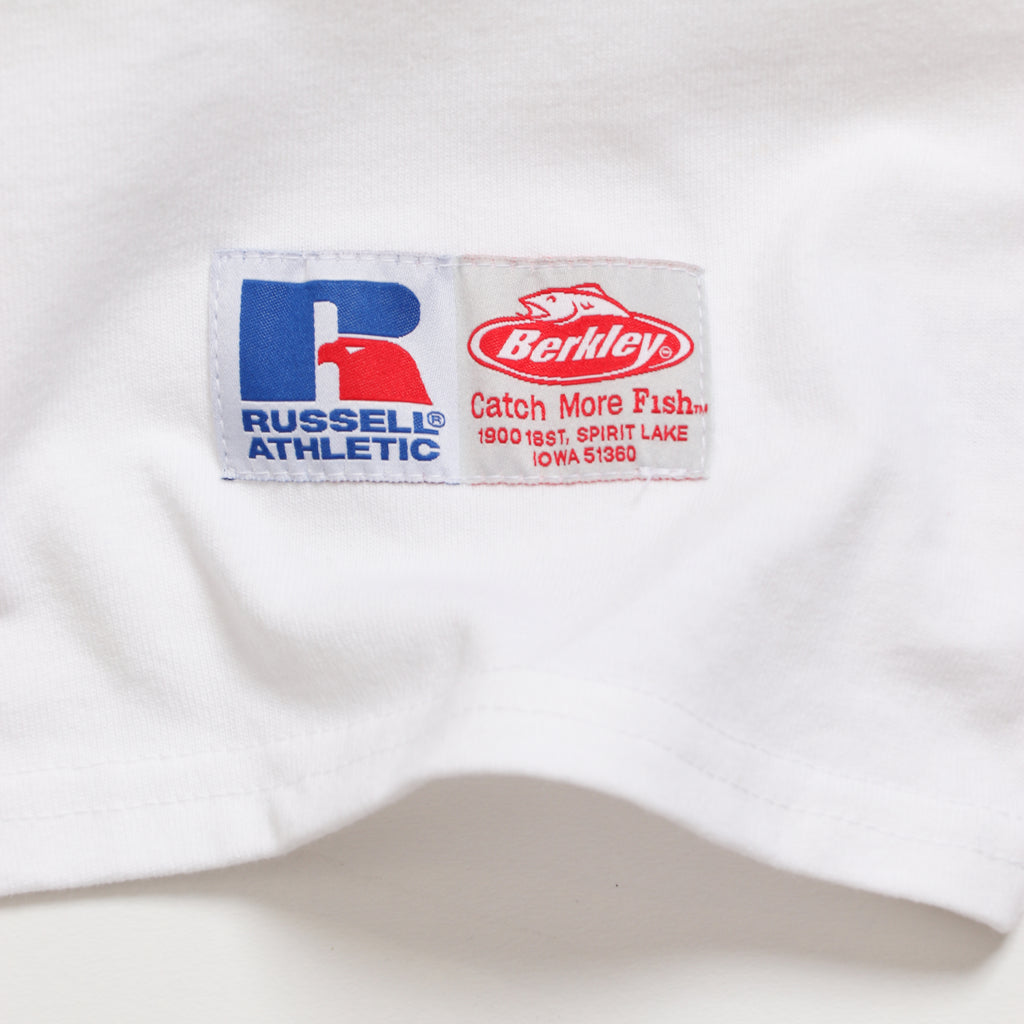 RUSSELL®
ATHLETIC
Berkley®
Catch More Fish™
1900 18ST, SPIRIT LAKE
IOWA 51360